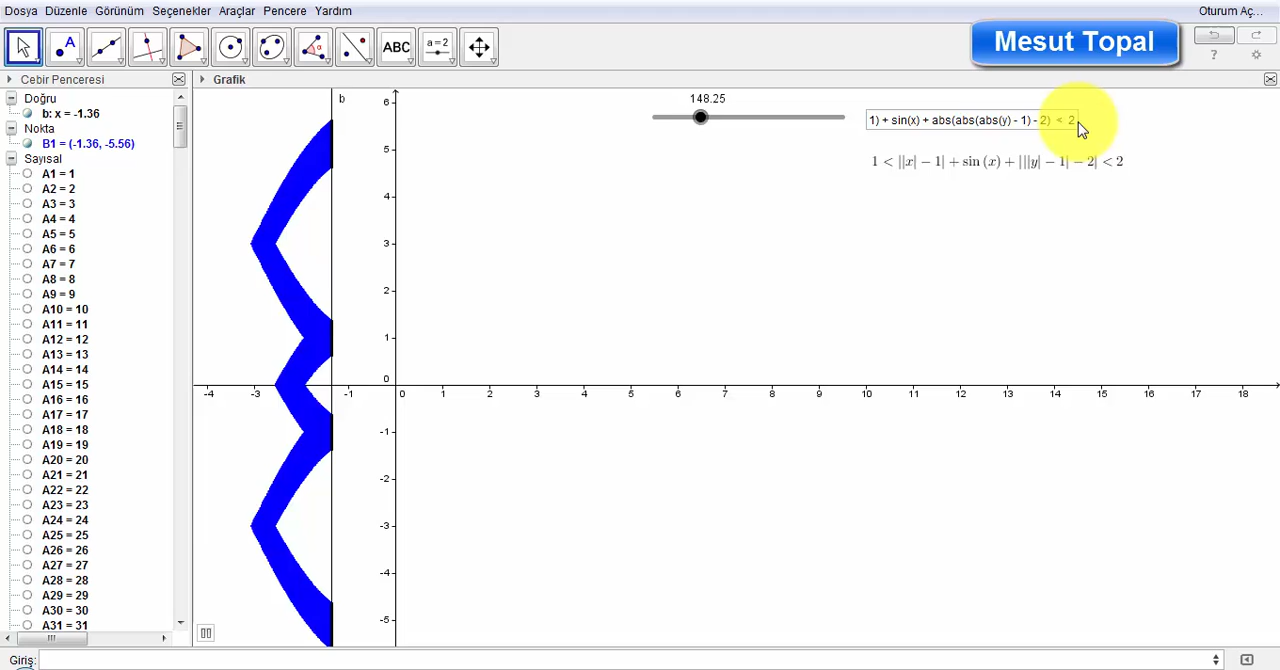 Dosya Düzenle Görünüm Seçenekler Araçlar Pencere Yardım Oturum Aç...
ABC a=2 Mesut Topal ?
Cebir Penceresi Grafik
Doğru
b: x = -1.36
Nokta
B1 = (-1.36, -5.56)
Sayısal
A1 = 1
A2 = 2
A3 = 3
A4 = 4
A5 = 5
A6 = 6
A7 = 7
A8 = 8
A9 = 9
A10 = 10
A11 = 11
A12 = 12
A13 = 13
A14 = 14
A15 = 15
A16 = 16
A17 = 17
A18 = 18
A19 = 19
A20 = 20
A21 = 21
A22 = 22
A23 = 23
A24 = 24
A25 = 25
A26 = 26
A27 = 27
A28 = 28
A29 = 29
A30 = 30
A31 = 31
b
148.25
1) + sin(x) + abs(abs(abs(y) - 1) - 2) < 2
1 < ||x| − 1| + sin (x) + |||y| − 1| − 2| < 2
6
5
4
3
2
1
0
-4 -3 -1 0 1 2 3 4 5 6 7 8 9 10 11 12 13 14 15 16 17 18
-1
-2
-3
-4
-5
Giriş: